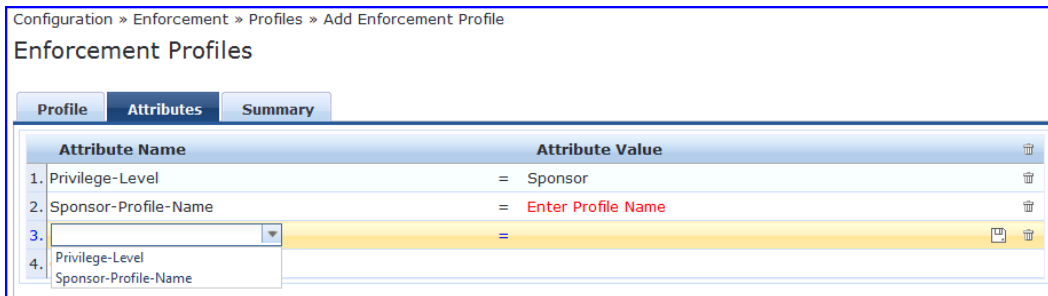 Configuration » Enforcement » Profiles » Add Enforcement Profile
Enforcement Profiles
Profile Attributes Summary
Attribute Name Attribute Value
1. Privilege-Level = Sponsor
2. Sponsor-Profile-Name = Enter Profile Name
3. =
Privilege-Level
4.
Sponsor-Profile-Name